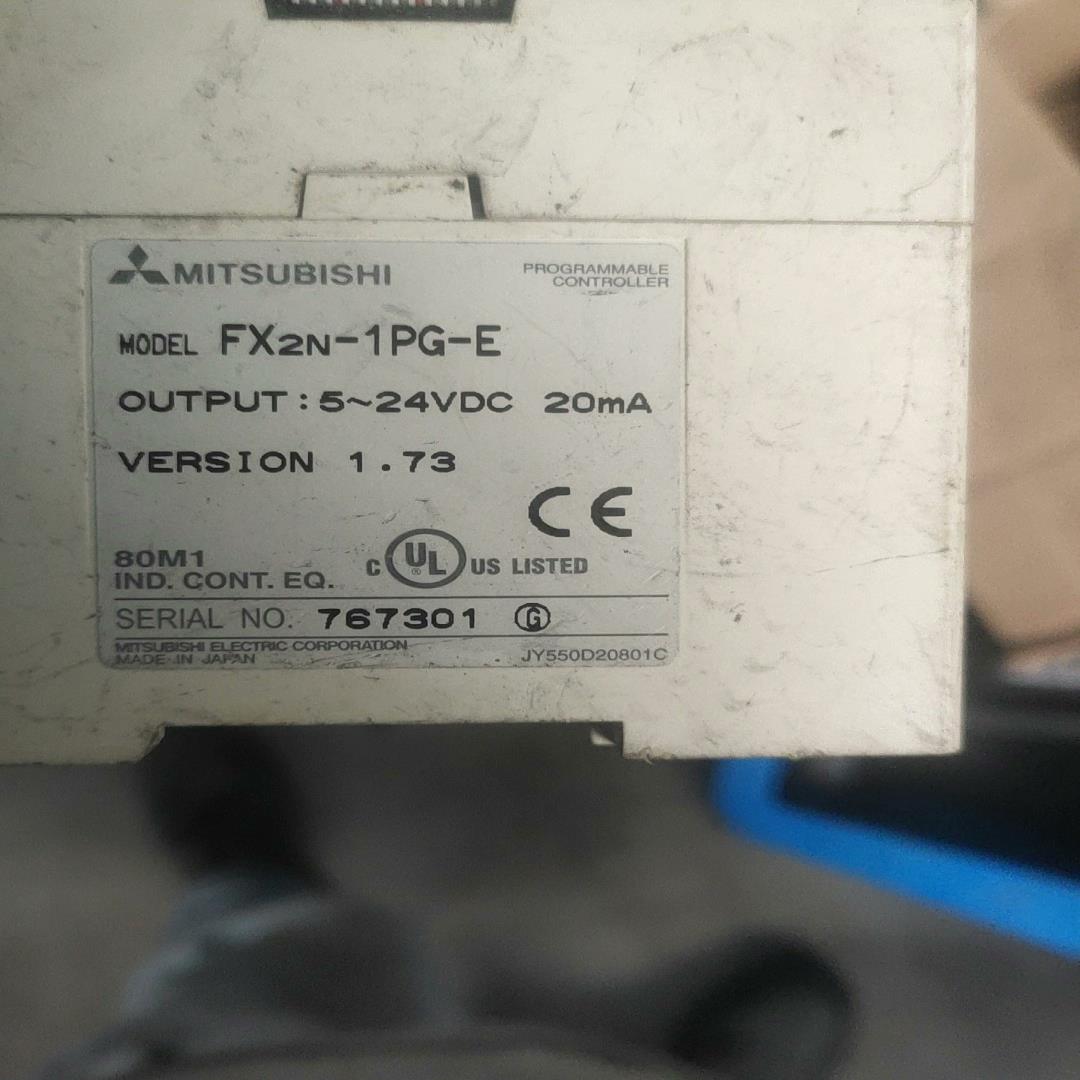 MITSUBISHI
PROGRAMMABLE
CONTROLLER
MODEL FX2N-1PG-E
OUTPUT:5~24VDC 20mA
VERSION 1.73
CE
80M1
IND. CONT. EQ.
C UL® US LISTED
SERIAL NO. 767301 G
MITSUBISHI ELECTRIC CORPORATION
MADE IN JAPAN
JY550D20801C